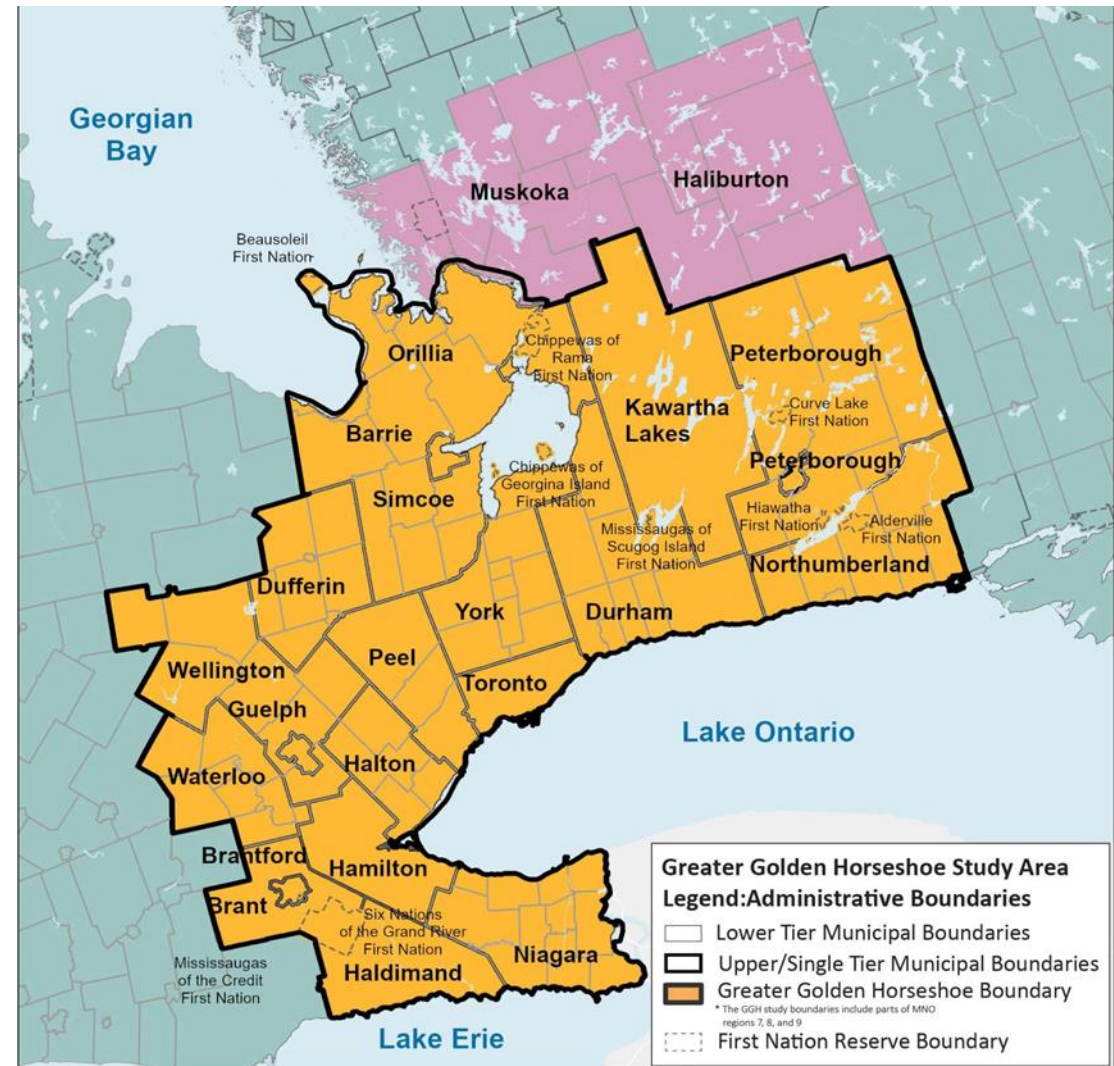 Georgian
Bay
Muskoka
Haliburton
Beausoleil
First Nation
Orillia
Chippewas of
Rama
First Nation
Peterborough
Kawartha
Lakes
Curve Lake
First Nation
Barrie
Peterborough
Chippewas of
Georgina Island
First Nation
Simcoe
Hiawatha
First Nation
Alderville
First Nation
Mississaugas of
Scugog Island
First Nation
Northumberland
Dufferin
York
Durham
Peel
Wellington
Toronto
Guelph
Lake Ontario
Halton
Waterloo
Brantford
Hamilton
Brant
Six Nations
of the Grand River
First Nation
Niagara
Mississaugas
of the Credit
First Nation
Haldimand
Lake Erie
Greater Golden Horseshoe Study Area
Legend:Administrative Boundaries
Lower Tier Municipal Boundaries
Upper/Single Tier Municipal Boundaries
Greater Golden Horseshoe Boundary
* The GGH study boundaries include parts of MNO
regions 7, 8, and 9
First Nation Reserve Boundary